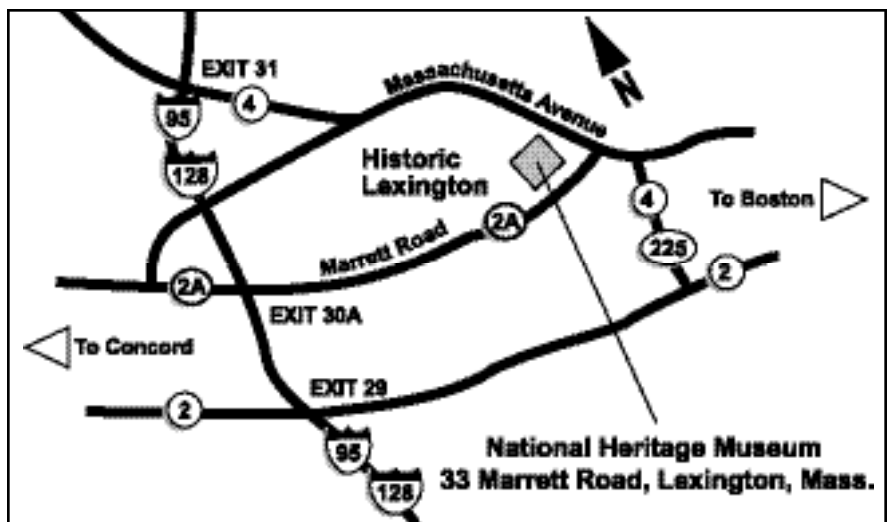 EXIT 31
Massachusetts Avenue
N
4
95
128
Historic
Lexington
4
To Boston
2A
225
Marrett Road
2
2A
EXIT 30A
To Concord
EXIT 29
2
95
128
National Heritage Museum
33 Marrett Road, Lexington, Mass.